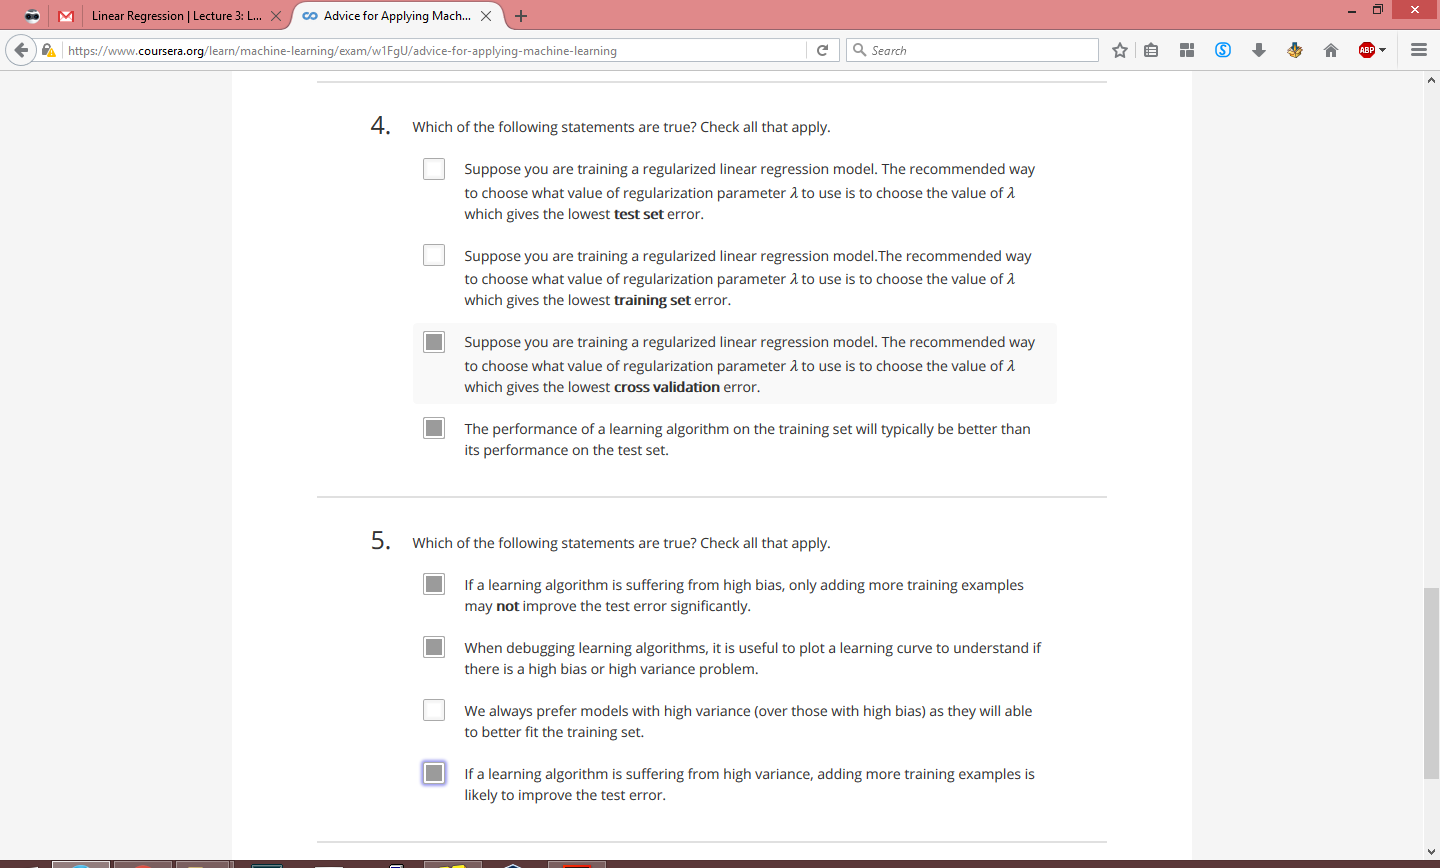 Linear Regression | Lecture 3: L...
Advice for Applying Mach...
https://www.coursera.org/learn/machine-learning/exam/w1FgU/advice-for-applying-machine-learning
Search
ABP
4. Which of the following statements are true? Check all that apply.
Suppose you are training a regularized linear regression model. The recommended way
to choose what value of regularization parameter λ to use is to choose the value of λ
which gives the lowest test set error.
Suppose you are training a regularized linear regression model.The recommended way
to choose what value of regularization parameter λ to use is to choose the value of λ
which gives the lowest training set error.
Suppose you are training a regularized linear regression model. The recommended way
to choose what value of regularization parameter λ to use is to choose the value of λ
which gives the lowest cross validation error.
The performance of a learning algorithm on the training set will typically be better than
its performance on the test set.
5. Which of the following statements are true? Check all that apply.
If a learning algorithm is suffering from high bias, only adding more training examples
may not improve the test error significantly.
When debugging learning algorithms, it is useful to plot a learning curve to understand if
there is a high bias or high variance problem.
We always prefer models with high variance (over those with high bias) as they will able
to better fit the training set.
If a learning algorithm is suffering from high variance, adding more training examples is
likely to improve the test error.